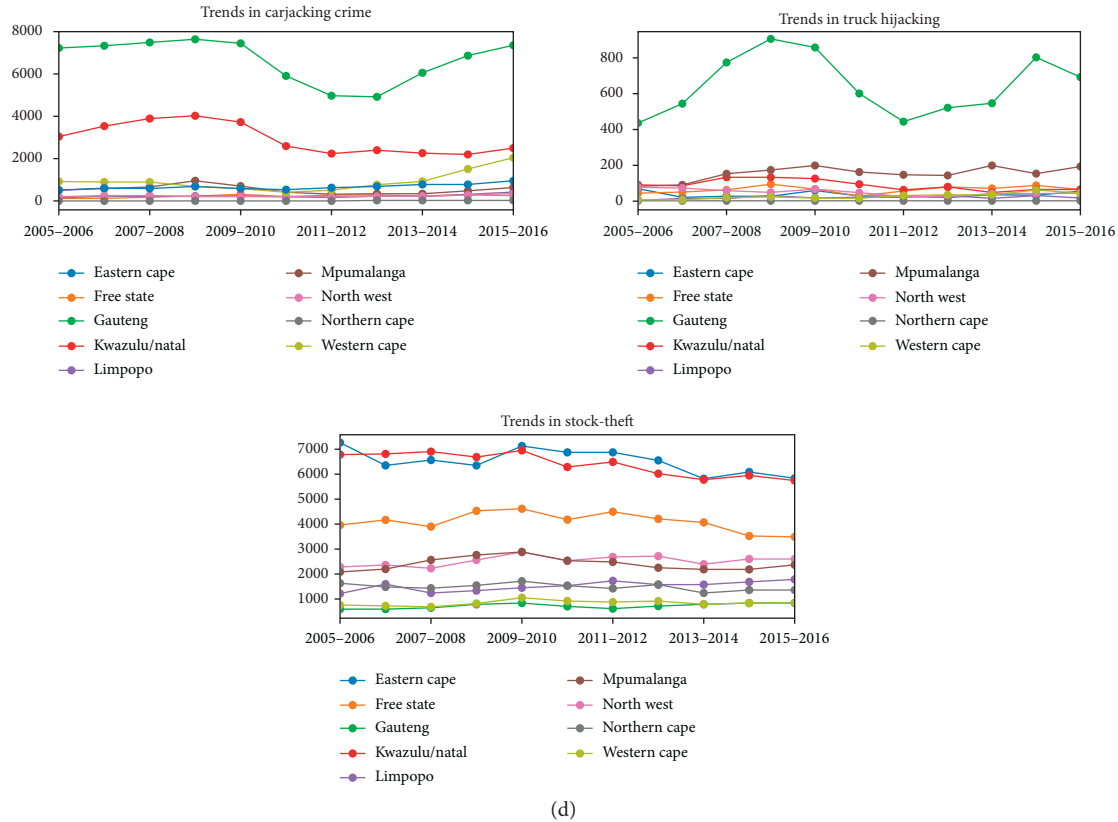 Trends in carjacking crime
8000
6000
4000
2000
0
2005–2006 2007–2008 2009–2010 2011–2012 2013–2014 2015–2016
Eastern cape
Free state
Gauteng
Kwazulu/natal
Limpopo
Mpumalanga
North west
Northern cape
Western cape
Trends in truck hijacking
800
600
400
200
0
2005–2006 2007–2008 2009–2010 2011–2012 2013–2014 2015–2016
Eastern cape
Free state
Gauteng
Kwazulu/natal
Limpopo
Mpumalanga
North west
Northern cape
Western cape
Trends in stock-theft
7000
6000
5000
4000
3000
2000
1000
2005–2006 2007–2008 2009–2010 2011–2012 2013–2014 2015–2016
Eastern cape
Free state
Gauteng
Kwazulu/natal
Limpopo
Mpumalanga
North west
Northern cape
Western cape
(d)